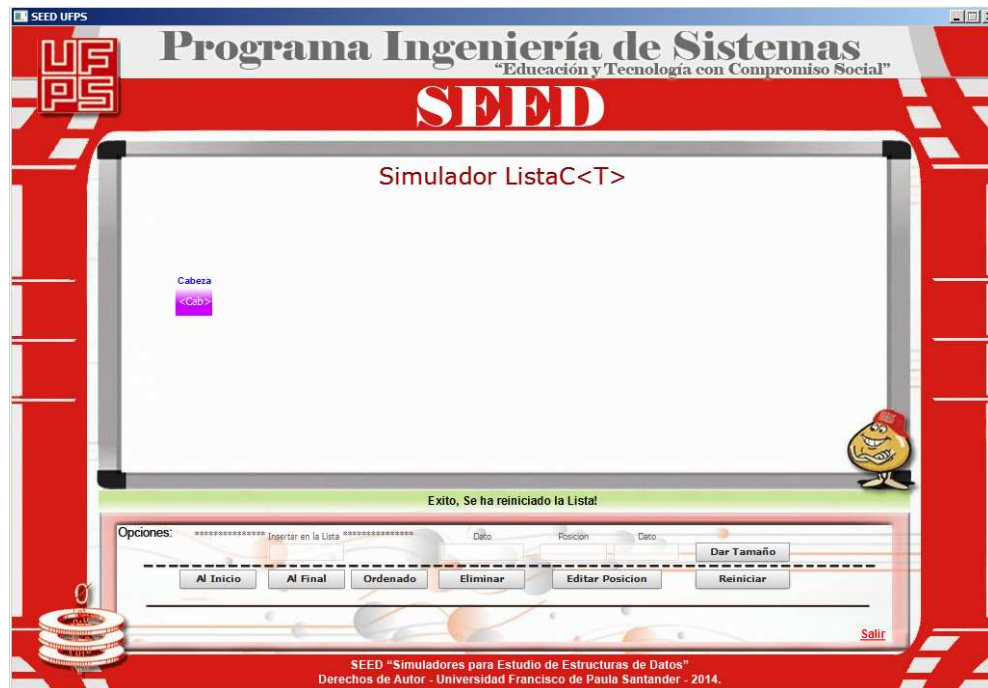 SEED UFPS
UFPS
Programa Ingeniería de Sistemas
“Educación y Tecnología con Compromiso Social”
SEED
Simulador ListaC<T>
Cabeza
<Cab>
Exito, Se ha reiniciado la Lista!
Opciones:
*************** Insertar en la Lista ***************
Dato
Posición
Dato
Dar Tamaño
Al Inicio
Al Final
Ordenado
Eliminar
Editar Posicion
Reiniciar
Salir
SEED “Simuladores para Estudio de Estructuras de Datos”
Derechos de Autor - Universidad Francisco de Paula Santander - 2014.